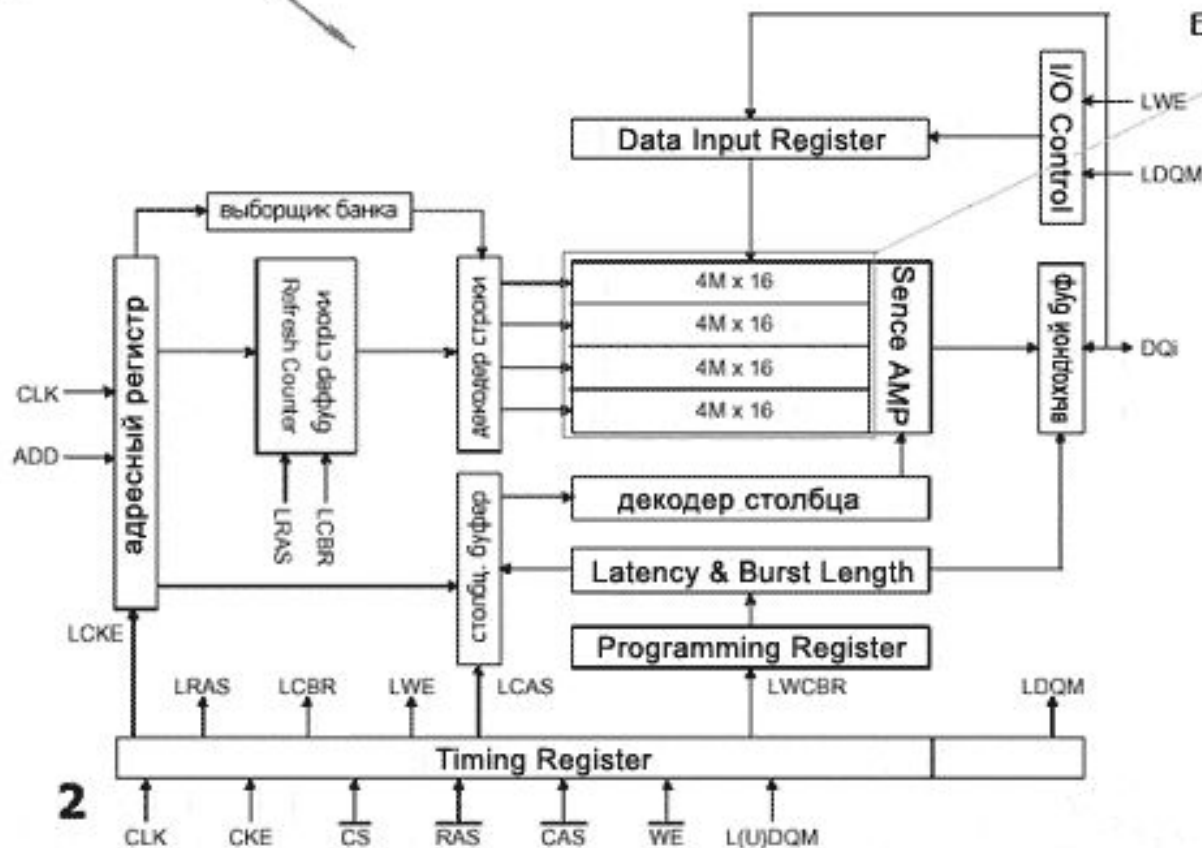 В
I/O Control
LWE
LDQM
Data Input Register
выборщик банка
адресный регистр
Refresh Counter
буфер строки
декодер строки
4M x 16
4M x 16
4M x 16
4M x 16
Sence AMP
выходной буф
DQi
CLK
ADD
LRAS
LCBR
столбц. буфер
декодер столбца
Latency & Burst Length
Programming Register
LCKE
LRAS
LCBR
LWE
LCAS
LWCBR
LDQM
Timing Register
2
CLK
CKE
CS
RAS
CAS
WE
L(U)DQM